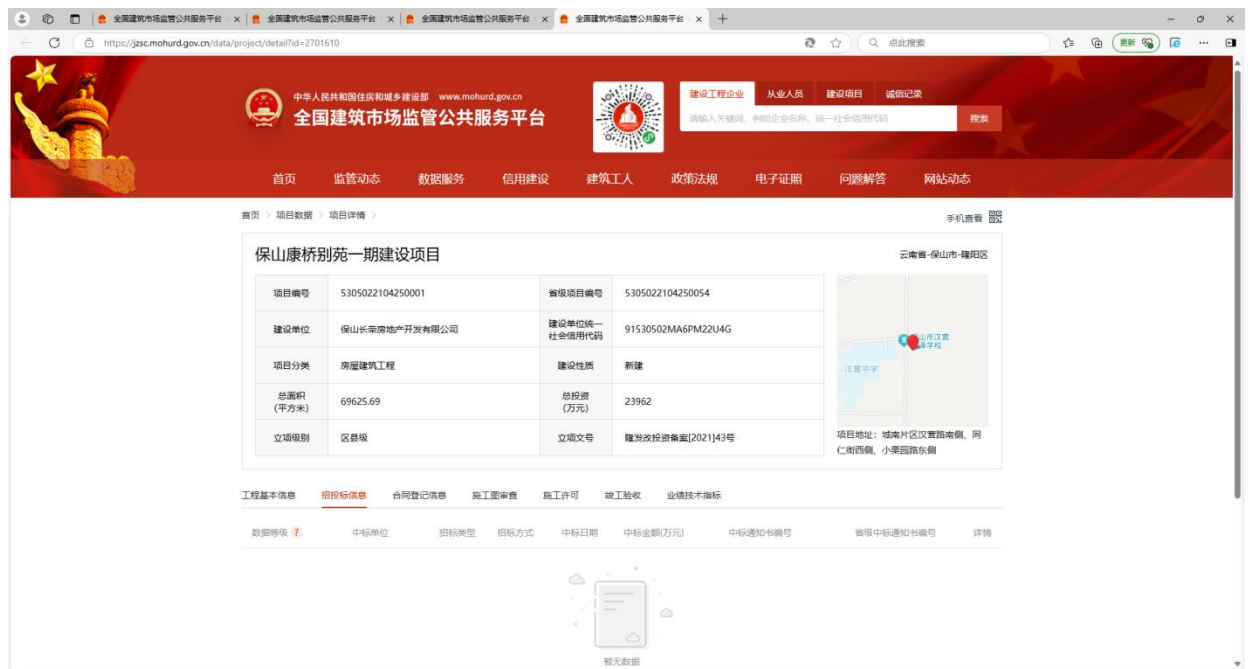 全国建筑市场监管公共服务平台
全国建筑市场监管公共服务平台
全国建筑市场监管公共服务平台
全国建筑市场监管公共服务平台
https://jzsc.mohurd.gov.cn/data/project/detail?id=2701610
点此搜索
更新
中华人民共和国住房和城乡建设部 www.mohurd.gov.cn
全国建筑市场监管公共服务平台
建设工程企业 从业人员 建设项目 诚信记录
请输入关键词，例如企业名称、统一社会信用代码 搜索
首页 监管动态 数据服务 信用建设 建筑工人 政策法规 电子证照 问题解答 网站动态
首页 > 项目数据 > 项目详情 >
手机查看
保山康桥别苑一期建设项目
云南省-保山市-隆阳区
项目编号 5305022104250001 省级项目编号 5305022104250054
建设单位 保山长荣房地产开发有限公司 建设单位统一社会信用代码 91530502MA6PM22U4G
项目分类 房屋建筑工程 建设性质 新建
总面积（平方米） 69625.69 总投资（万元） 23962
立项级别 区县级 立项文号 隆发改投资备案[2021]43号
山市汉营
学校
汉营中学
项目地址：城南片区汉营路南侧、同
仁街西侧、小栗园路东侧
工程基本信息 招投标信息 合同登记信息 施工图审查 施工许可 竣工验收 业绩技术指标
数据等级 ? 中标单位 招标类型 招标方式 中标日期 中标金额(万元) 中标通知书编号 省级中标通知书编号 详情
暂无数据